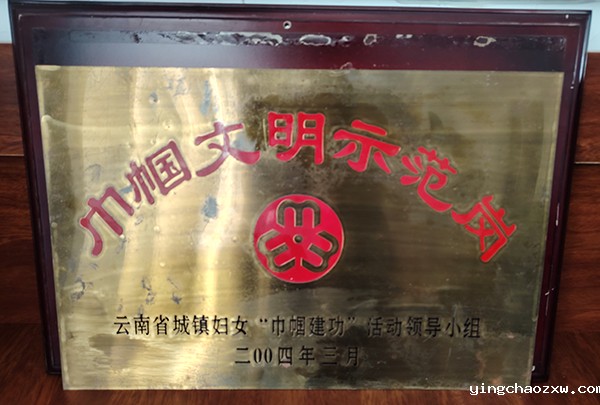 巾帼文明示范岗
云南省城镇妇女“巾帼建功”活动领导小组
二00四年三月
yingchaozxw.com